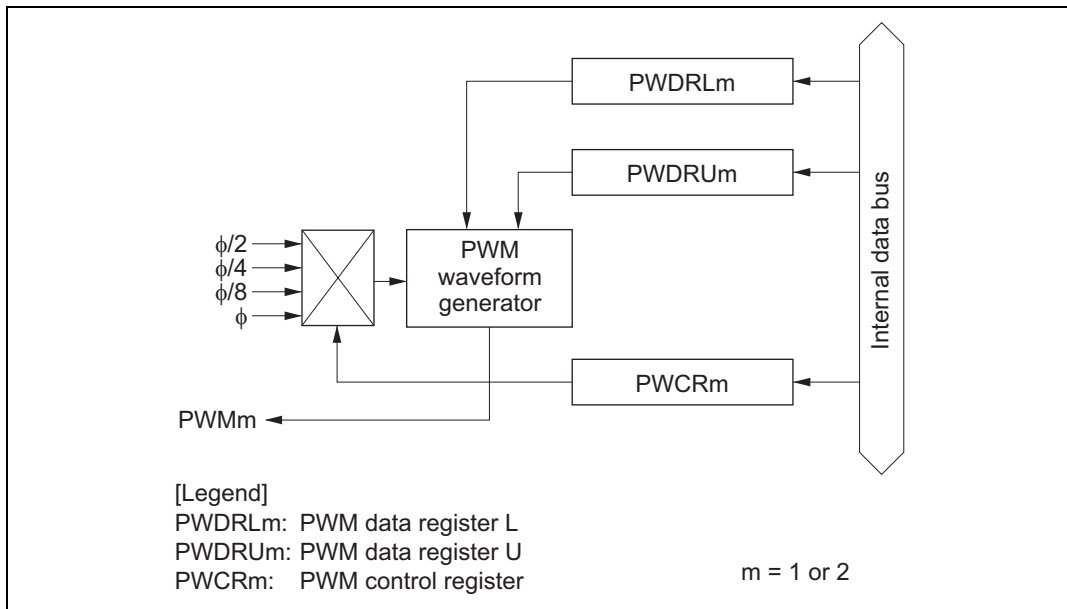 PWDRLm
PWDRUm
Internal data bus
ϕ/2
ϕ/4
ϕ/8
ϕ
PWM
waveform
generator
PWCRm
PWMm
[Legend]
PWDRLm: PWM data register L
PWDRUm: PWM data register U
PWCRm: PWM control register
m = 1 or 2